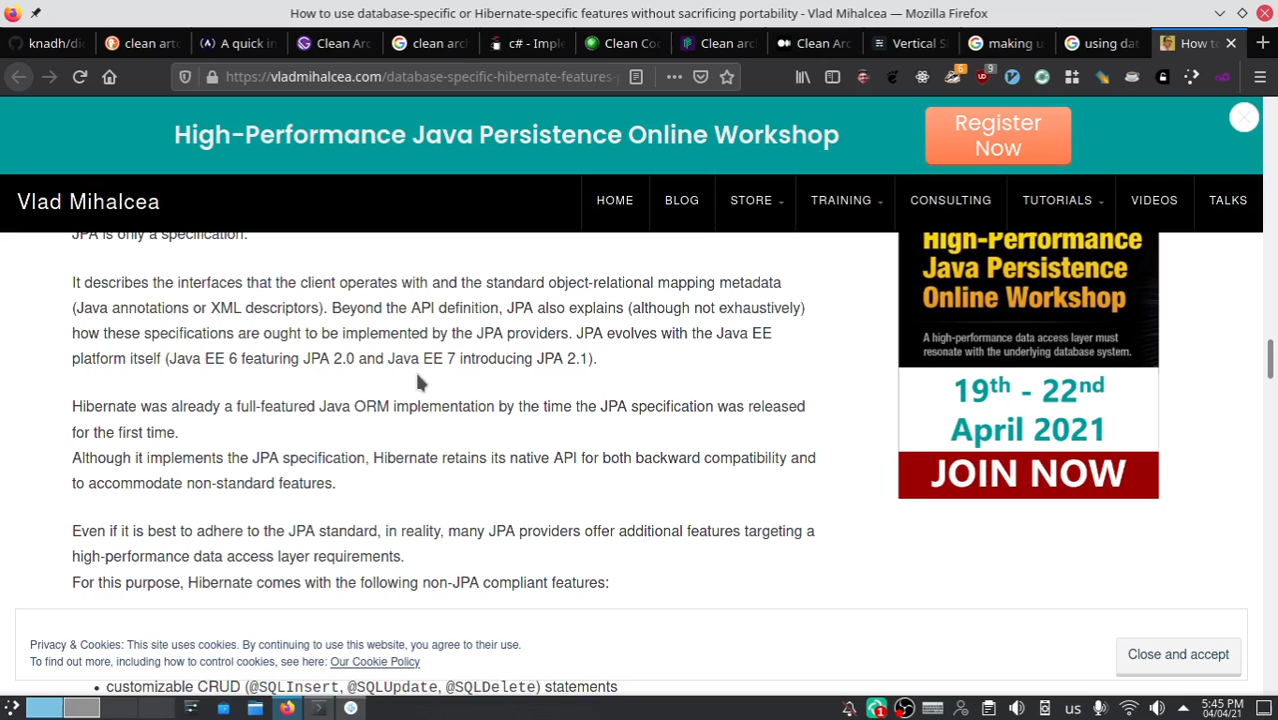 How to use database-specific or Hibernate-specific features without sacrificing portability - Vlad Mihalcea — Mozilla Firefox
knadh/dic
clean arto
A quick in
Clean Arc
clean arch
c# - Imple
Clean Coo
Clean arc
Clean Arc
Vertical S
making u
using dat
How to
https://vladmihalcea.com/database-specific-hibernate-features-
6
9
High-Performance Java Persistence Online Workshop
Register
Now
Vlad Mihalcea
HOME
BLOG
STORE
TRAINING
CONSULTING
TUTORIALS
VIDEOS
TALKS
JPA is only a specification.
It describes the interfaces that the client operates with and the standard object-relational mapping metadata
(Java annotations or XML descriptors). Beyond the API definition, JPA also explains (although not exhaustively)
how these specifications are ought to be implemented by the JPA providers. JPA evolves with the Java EE
platform itself (Java EE 6 featuring JPA 2.0 and Java EE 7 introducing JPA 2.1).
Hibernate was already a full-featured Java ORM implementation by the time the JPA specification was released
for the first time.
Although it implements the JPA specification, Hibernate retains its native API for both backward compatibility and
to accommodate non-standard features.
Even if it is best to adhere to the JPA standard, in reality, many JPA providers offer additional features targeting a
high-performance data access layer requirements.
For this purpose, Hibernate comes with the following non-JPA compliant features:
High-Performance
Java Persistence
Online Workshop
A high-performance data access layer must
resonate with the underlying database system.
19th - 22nd
April 2021
JOIN NOW
Privacy & Cookies: This site uses cookies. By continuing to use this website, you agree to their use.
To find out more, including how to control cookies, see here: Our Cookie Policy
Close and accept
• customizable CRUD (@SQLInsert, @SQLUpdate, @SQLDelete) statements
us
5:45 PM
04/04/21